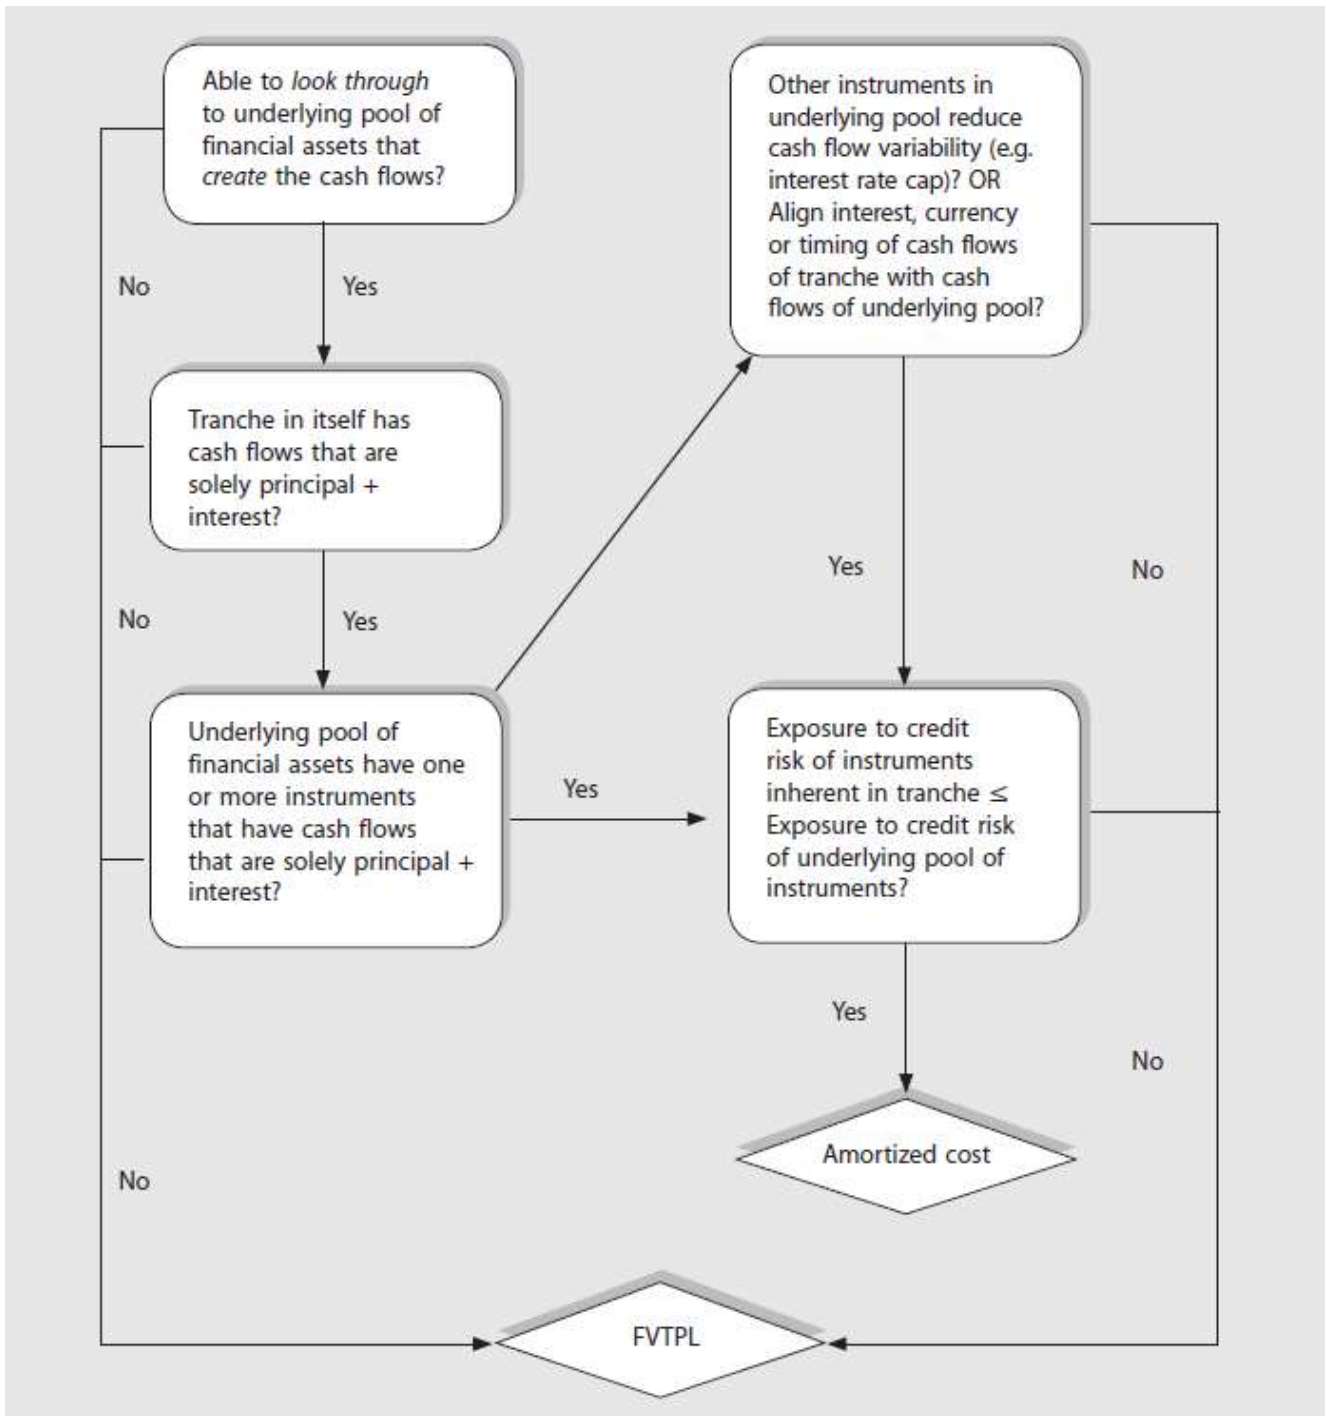 Able to look through
to underlying pool of
financial assets that
create the cash flows?
No
Yes
Tranche in itself has
cash flows that are
solely principal +
interest?
No
Yes
Underlying pool of
financial assets have one
or more instruments
that have cash flows
that are solely principal +
interest?
Yes
No
Other instruments in
underlying pool reduce
cash flow variability (e.g.
interest rate cap)? OR
Align interest, currency
or timing of cash flows
of tranche with cash
flows of underlying pool?
Yes
No
Exposure to credit
risk of instruments
inherent in tranche ≤
Exposure to credit risk
of underlying pool of
instruments?
Yes
No
Amortized cost
FVTPL